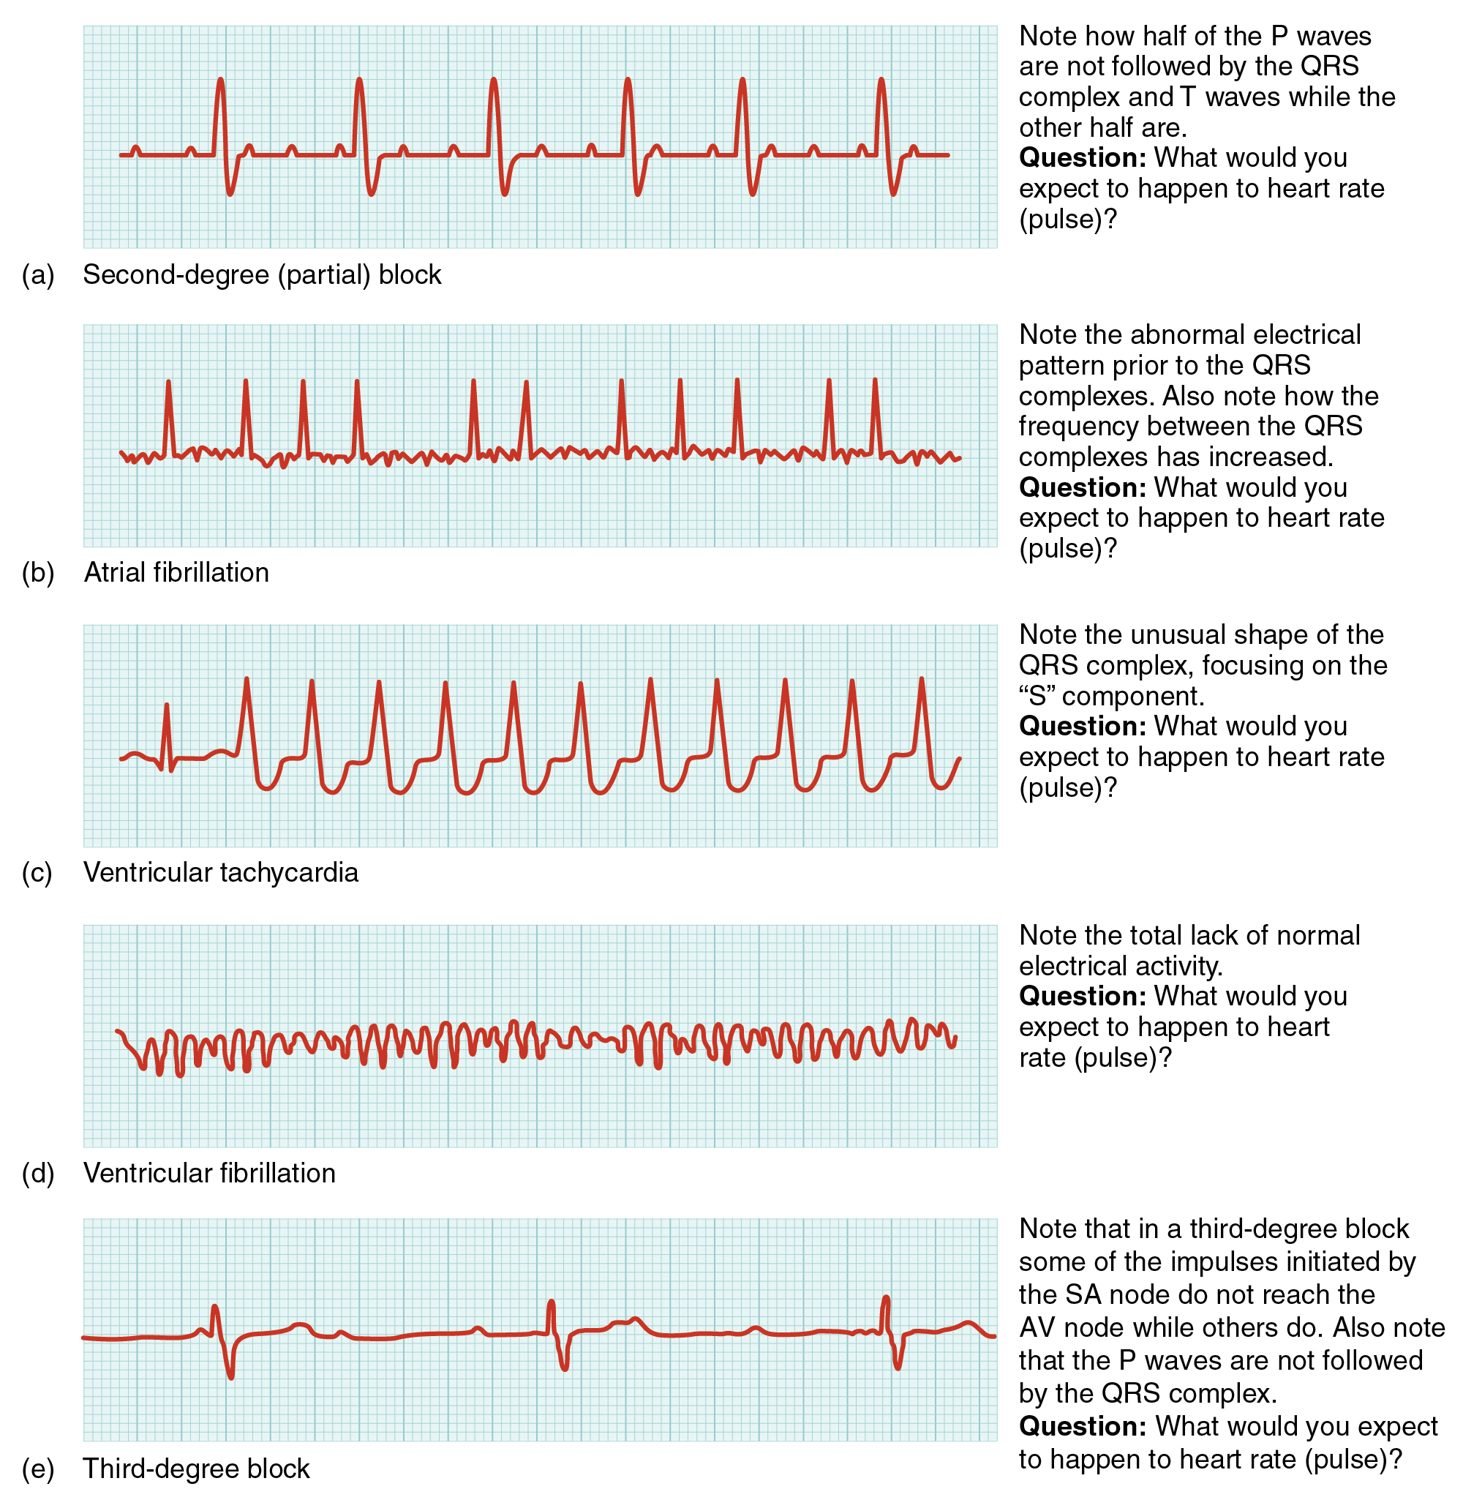 Note how half of the P waves
are not followed by the QRS
complex and T waves while the
other half are.
Question: What would you
expect to happen to heart rate
(pulse)?
(a) Second-degree (partial) block
Note the abnormal electrical
pattern prior to the QRS
complexes. Also note how the
frequency between the QRS
complexes has increased.
Question: What would you
expect to happen to heart rate
(pulse)?
(b) Atrial fibrillation
Note the unusual shape of the
QRS complex, focusing on the
“S” component.
Question: What would you
expect to happen to heart rate
(pulse)?
(c) Ventricular tachycardia
Note the total lack of normal
electrical activity.
Question: What would you
expect to happen to heart
rate (pulse)?
(d) Ventricular fibrillation
Note that in a third-degree block
some of the impulses initiated by
the SA node do not reach the
AV node while others do. Also note
that the P waves are not followed
by the QRS complex.
Question: What would you expect
to happen to heart rate (pulse)?
(e) Third-degree block